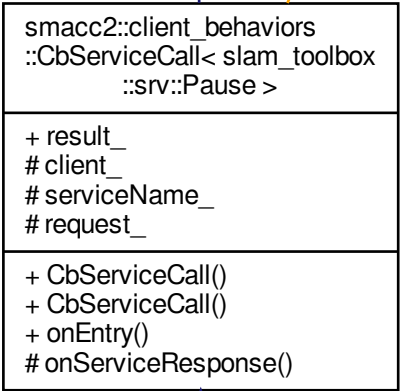 smacc2::client_behaviors
::CbServiceCall< slam_toolbox
::srv::Pause >
+ result_
# client_
# serviceName_
# request_
+ CbServiceCall()
+ CbServiceCall()
+ onEntry()
# onServiceResponse()